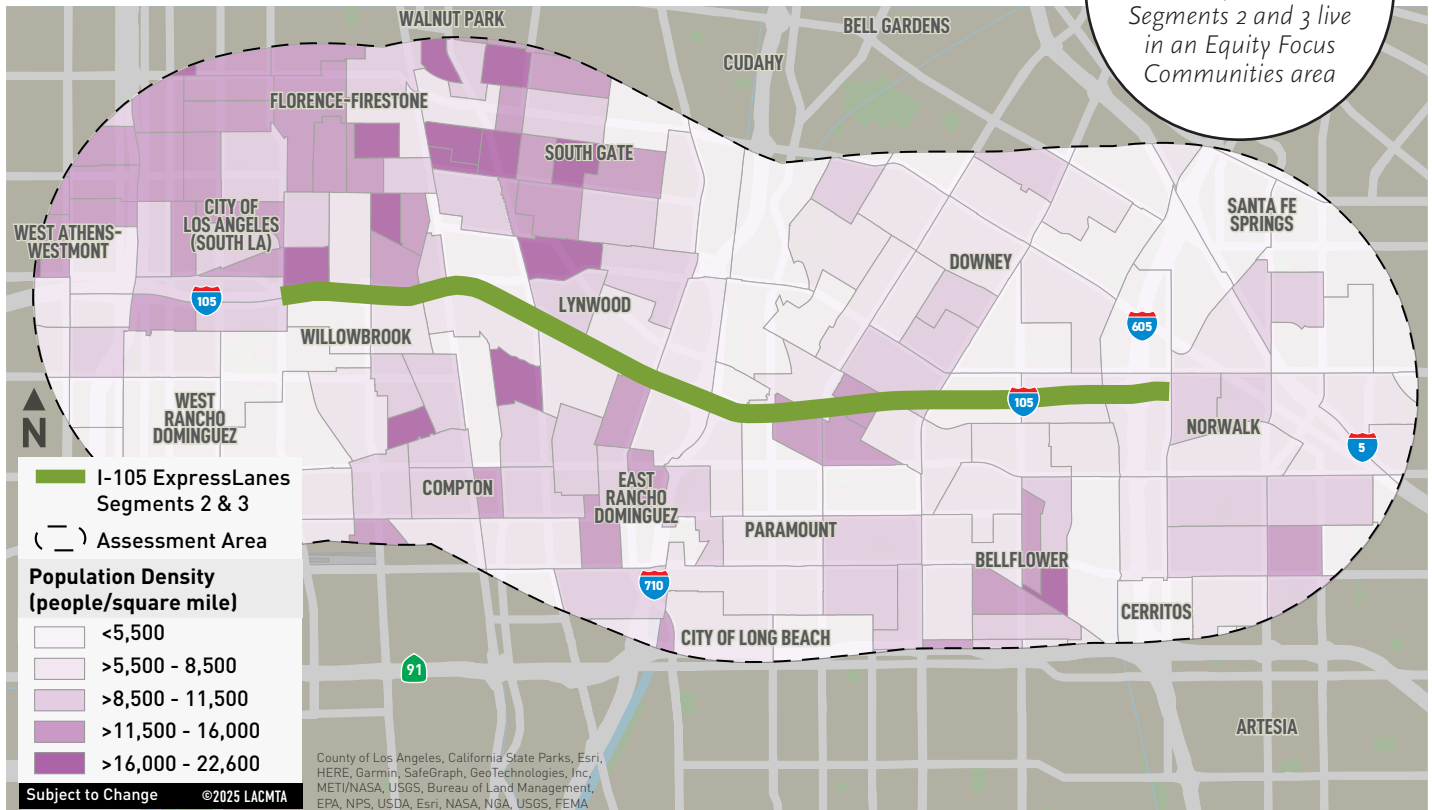 Segments 2 and 3 live
in an Equity Focus
Communities area
WALNUT PARK
BELL GARDENS
CUDAHY
FLORENCE-FIRESTONE
SOUTH GATE
CITY OF
LOS ANGELES
(SOUTH LA)
WEST ATHENS-
WESTMONT
SANTA FE
SPRINGS
DOWNEY
105
LYNWOOD
605
WILLOWBROOK
WEST
RANCHO
DOMINGUEZ
105
NORWALK
5
N
COMPTON
EAST
RANCHO
DOMINGUEZ
PARAMOUNT
BELLFLOWER
710
CERRITOS
CITY OF LONG BEACH
91
ARTESIA
I-105 ExpressLanes
Segments 2 & 3
Assessment Area
Population Density
(people/square mile)
<5,500
>5,500 - 8,500
>8,500 - 11,500
>11,500 - 16,000
>16,000 - 22,600
Subject to Change ©2025 LACMTA
County of Los Angeles, California State Parks, Esri,
HERE, Garmin, SafeGraph, GeoTechnologies, Inc,
METI/NASA, USGS, Bureau of Land Management,
EPA, NPS, USDA, Esri, NASA, NGA, USGS, FEMA